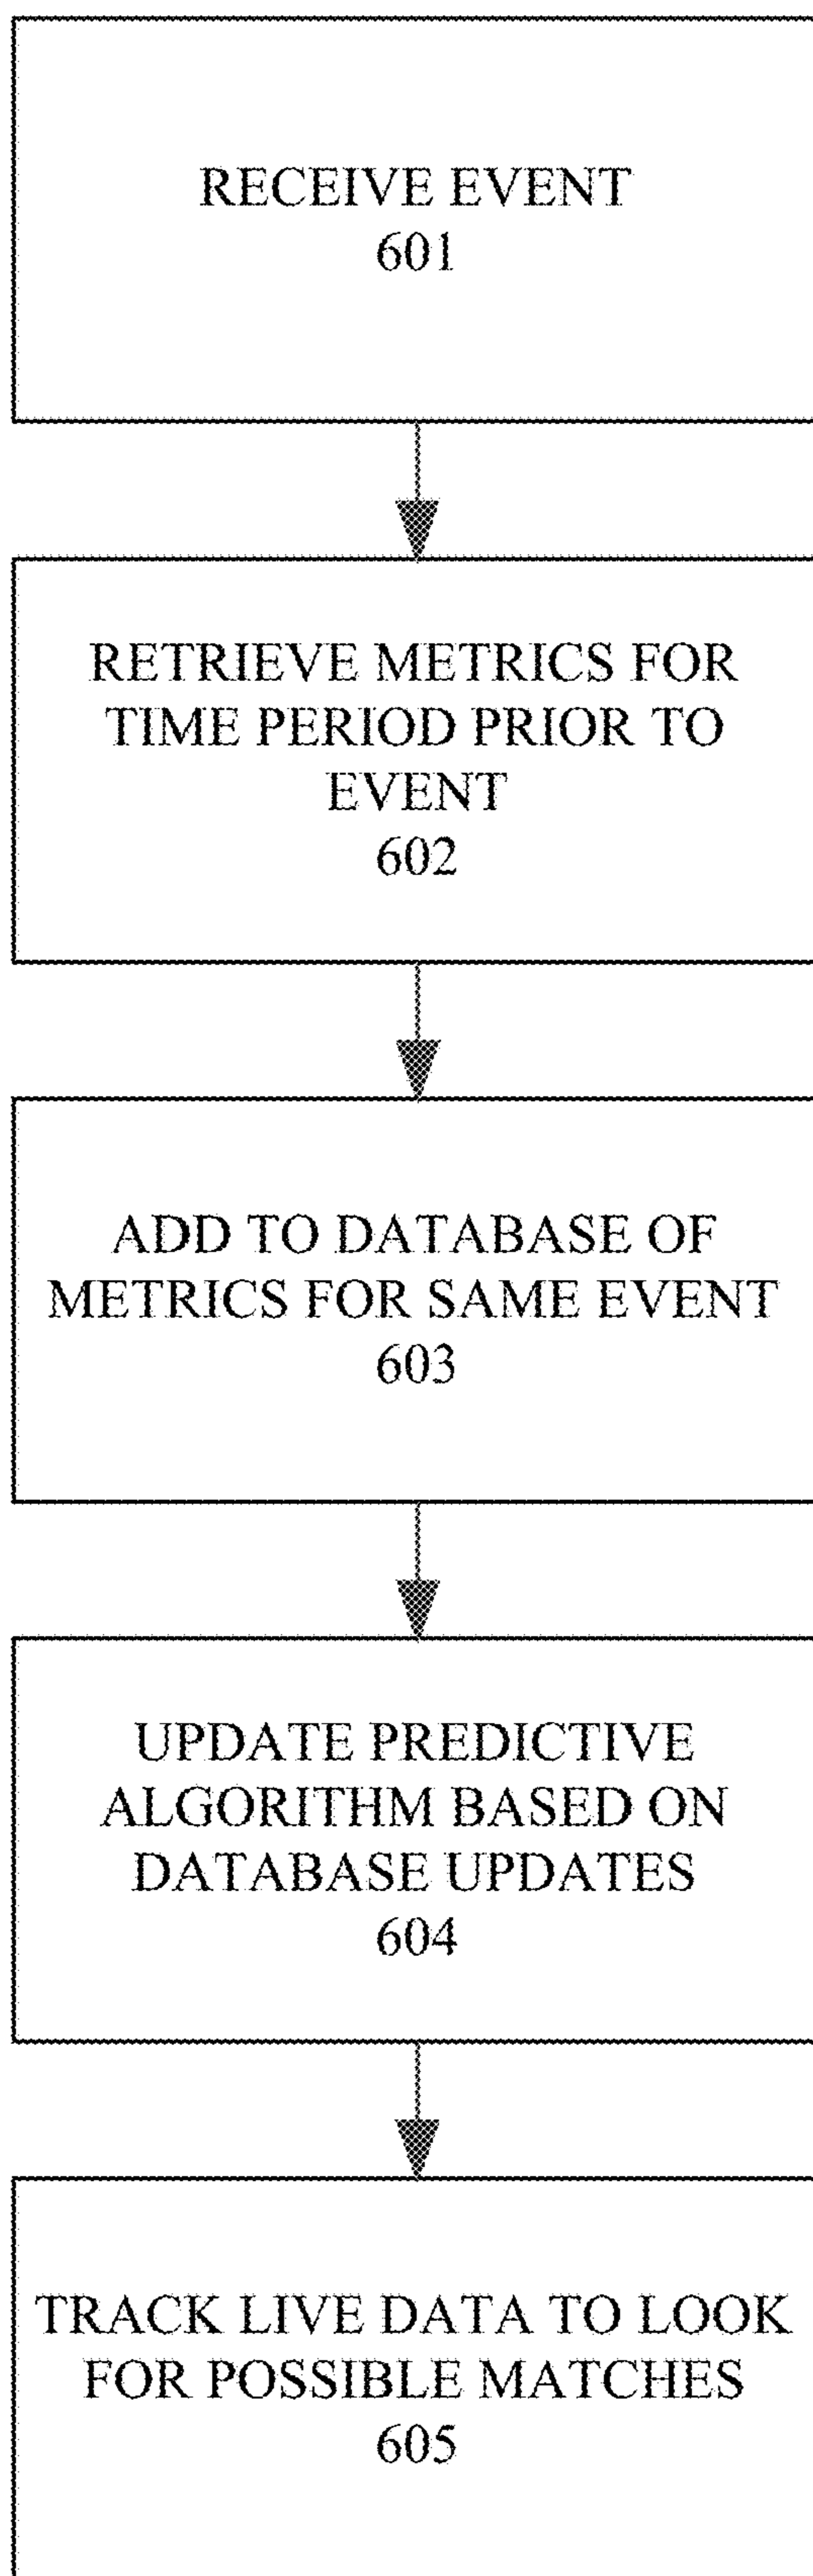 RECEIVE EVENT
601
RETRIEVE METRICS FOR
TIME PERIOD PRIOR TO
EVENT
602
ADD TO DATABASE OF
METRICS FOR SAME EVENT
603
UPDATE PREDICTIVE
ALGORITHM BASED ON
DATABASE UPDATES
604
TRACK LIVE DATA TO LOOK
FOR POSSIBLE MATCHES
605